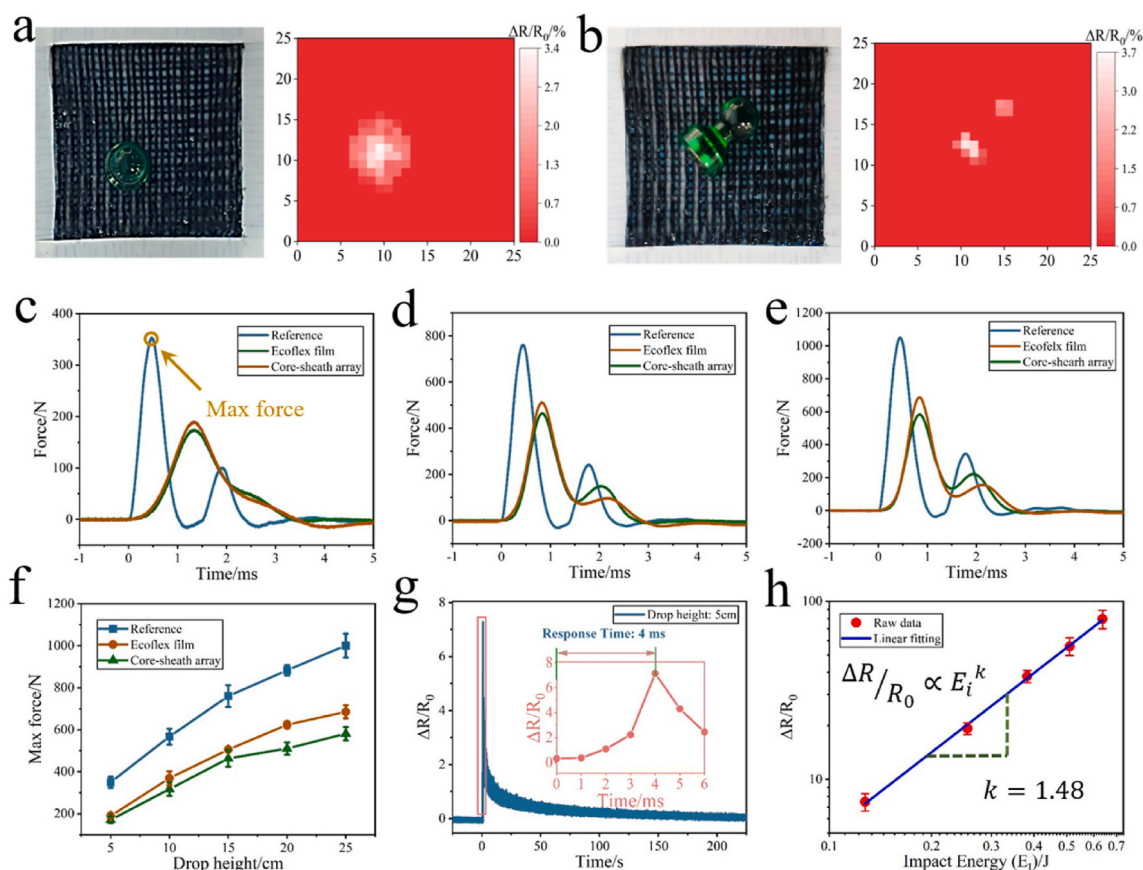 a
ΔR/R0/%
3.4
2.7
2.0
1.4
0.7
0.0
25
20
15
10
5
0
0 5 10 15 20 25
b
ΔR/R0/%
3.7
3.0
2.2
1.5
0.7
0.0
25
20
15
10
5
0
0 5 10 15 20 25
c
Force/N
400
300
200
100
0
Reference
Ecoflex film
Core-sheath array
Max force
-1 0 1 2 3 4 5
Time/ms
d
Force/N
800
600
400
200
0
Reference
Ecoflex film
Core-sheath array
-1 0 1 2 3 4 5
Time/ms
e
Force/N
1200
1000
800
600
400
200
0
-200
Reference
Ecofelx film
Core-shearh array
-1 0 1 2 3 4 5
Time/ms
f
Max force/N
1000
800
600
400
200
Reference
Ecoflex film
Core-sheath array
5 10 15 20 25
Drop height/cm
g
ΔR/R0
8
6
4
2
0
Drop height: 5cm
Response Time: 4 ms
ΔR/R0
8
6
4
2
0
0 1 2 3 4 5 6
Time/ms
0 50 100 150 200
Time/s
h
ΔR/R0
100
10
Raw data
Linear fitting
ΔR/R0 ∝ Ei^k
k = 1.48
0.2 0.3 0.4 0.5 0.6 0.7
Impact Energy (EI)/J